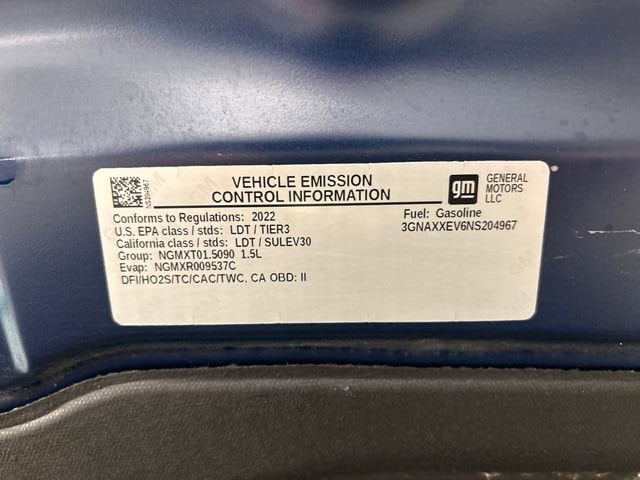 NS204967
VEHICLE EMISSION
CONTROL INFORMATION
gm
GENERAL
MOTORS
LLC
Conforms to Regulations: 2022
U.S. EPA class / stds: LDT / TIER3
California class / stds: LDT / SULEV30
Group: NGMXT01.5090 1.5L
Evap: NGMXR009537C
DFI/HO2S/TC/CAC/TWC. CA OBD: II
Fuel: Gasoline
3GNAXXEV6NS204967